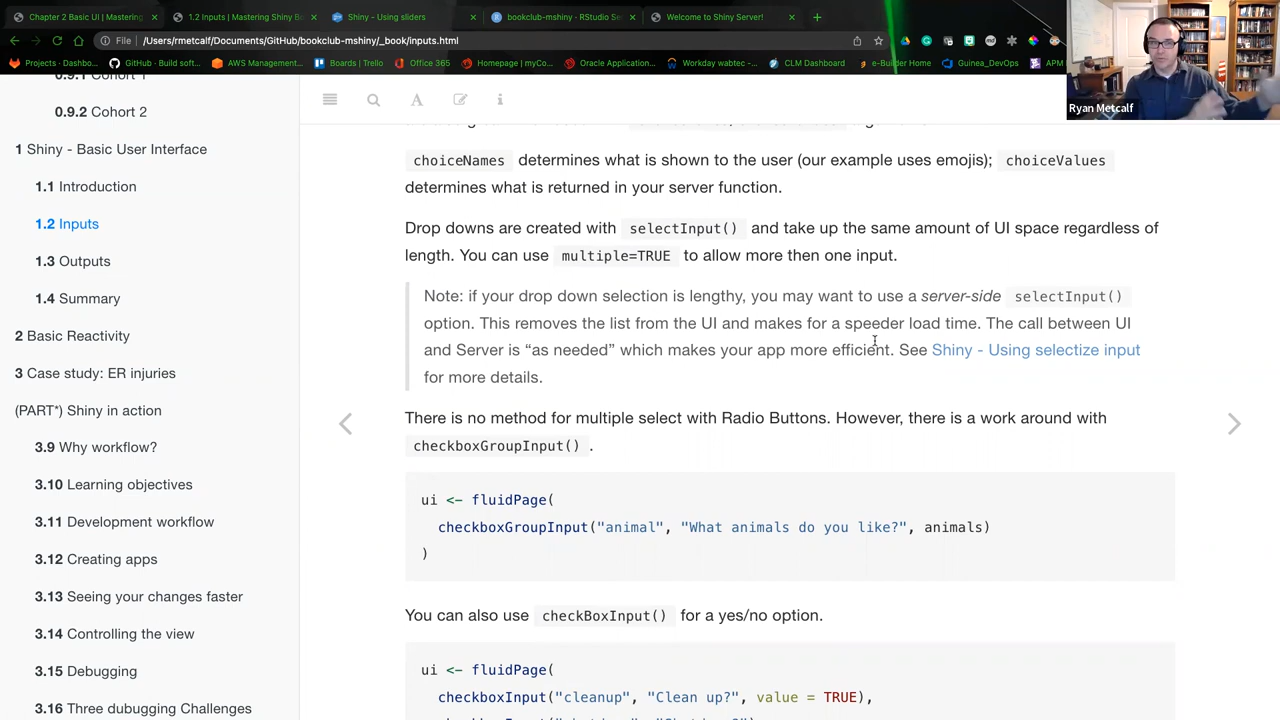 Chapter 2 Basic UI | Mastering
1.2 Inputs | Mastering Shiny Bo
Shiny - Using sliders
bookclub-mshiny - RStudio Se
Welcome to Shiny Server!
File /Users/rmetcalf/Documents/GitHub/bookclub-mshiny/_book/inputs.html
Projects · Dashbo...
GitHub · Build soft...
AWS Management...
Boards | Trello
Office 365
Homepage | myCo...
Oracle Application...
Workday wabtec -...
CLM Dashboard
e-Builder Home
Guinea_DevOps
APM
Ryan Metcalf
0.9.1 Cohort 1
0.9.2 Cohort 2
1 Shiny - Basic User Interface
1.1 Introduction
1.2 Inputs
1.3 Outputs
1.4 Summary
2 Basic Reactivity
3 Case study: ER injuries
(PART*) Shiny in action
3.9 Why workflow?
3.10 Learning objectives
3.11 Development workflow
3.12 Creating apps
3.13 Seeing your changes faster
3.14 Controlling the view
3.15 Debugging
3.16 Three dubugging Challenges
choiceNames determines what is shown to the user (our example uses emojis); choiceValues
determines what is returned in your server function.
Drop downs are created with selectInput() and take up the same amount of UI space regardless of
length. You can use multiple=TRUE to allow more then one input.
Note: if your drop down selection is lengthy, you may want to use a server-side selectInput()
option. This removes the list from the UI and makes for a speeder load time. The call between UI
and Server is “as needed” which makes your app more efficient. See Shiny - Using selectize input
for more details.
There is no method for multiple select with Radio Buttons. However, there is a work around with
checkboxGroupInput() .
ui <- fluidPage(
checkboxGroupInput("animal", "What animals do you like?", animals)
)
You can also use checkBoxInput() for a yes/no option.
ui <- fluidPage(
checkboxInput("cleanup", "Clean up?", value = TRUE),